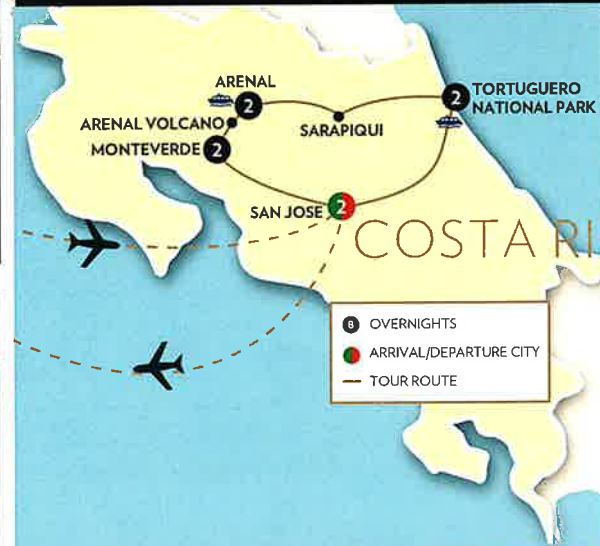 ARENAL
2
TORTUGUERO
NATIONAL PARK
2
ARENAL VOLCANO
SARAPIQUI
MONTEVERDE 2
SAN JOSE 2
COSTA RI
8 OVERNIGHTS
ARRIVAL/DEPARTURE CITY
TOUR ROUTE